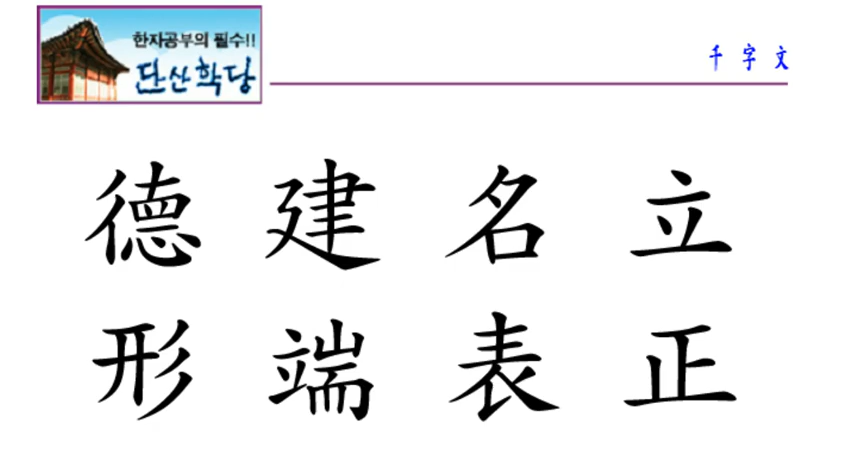 한자공부의 필수!!
단산학당
千字文
德建名立
形端表正